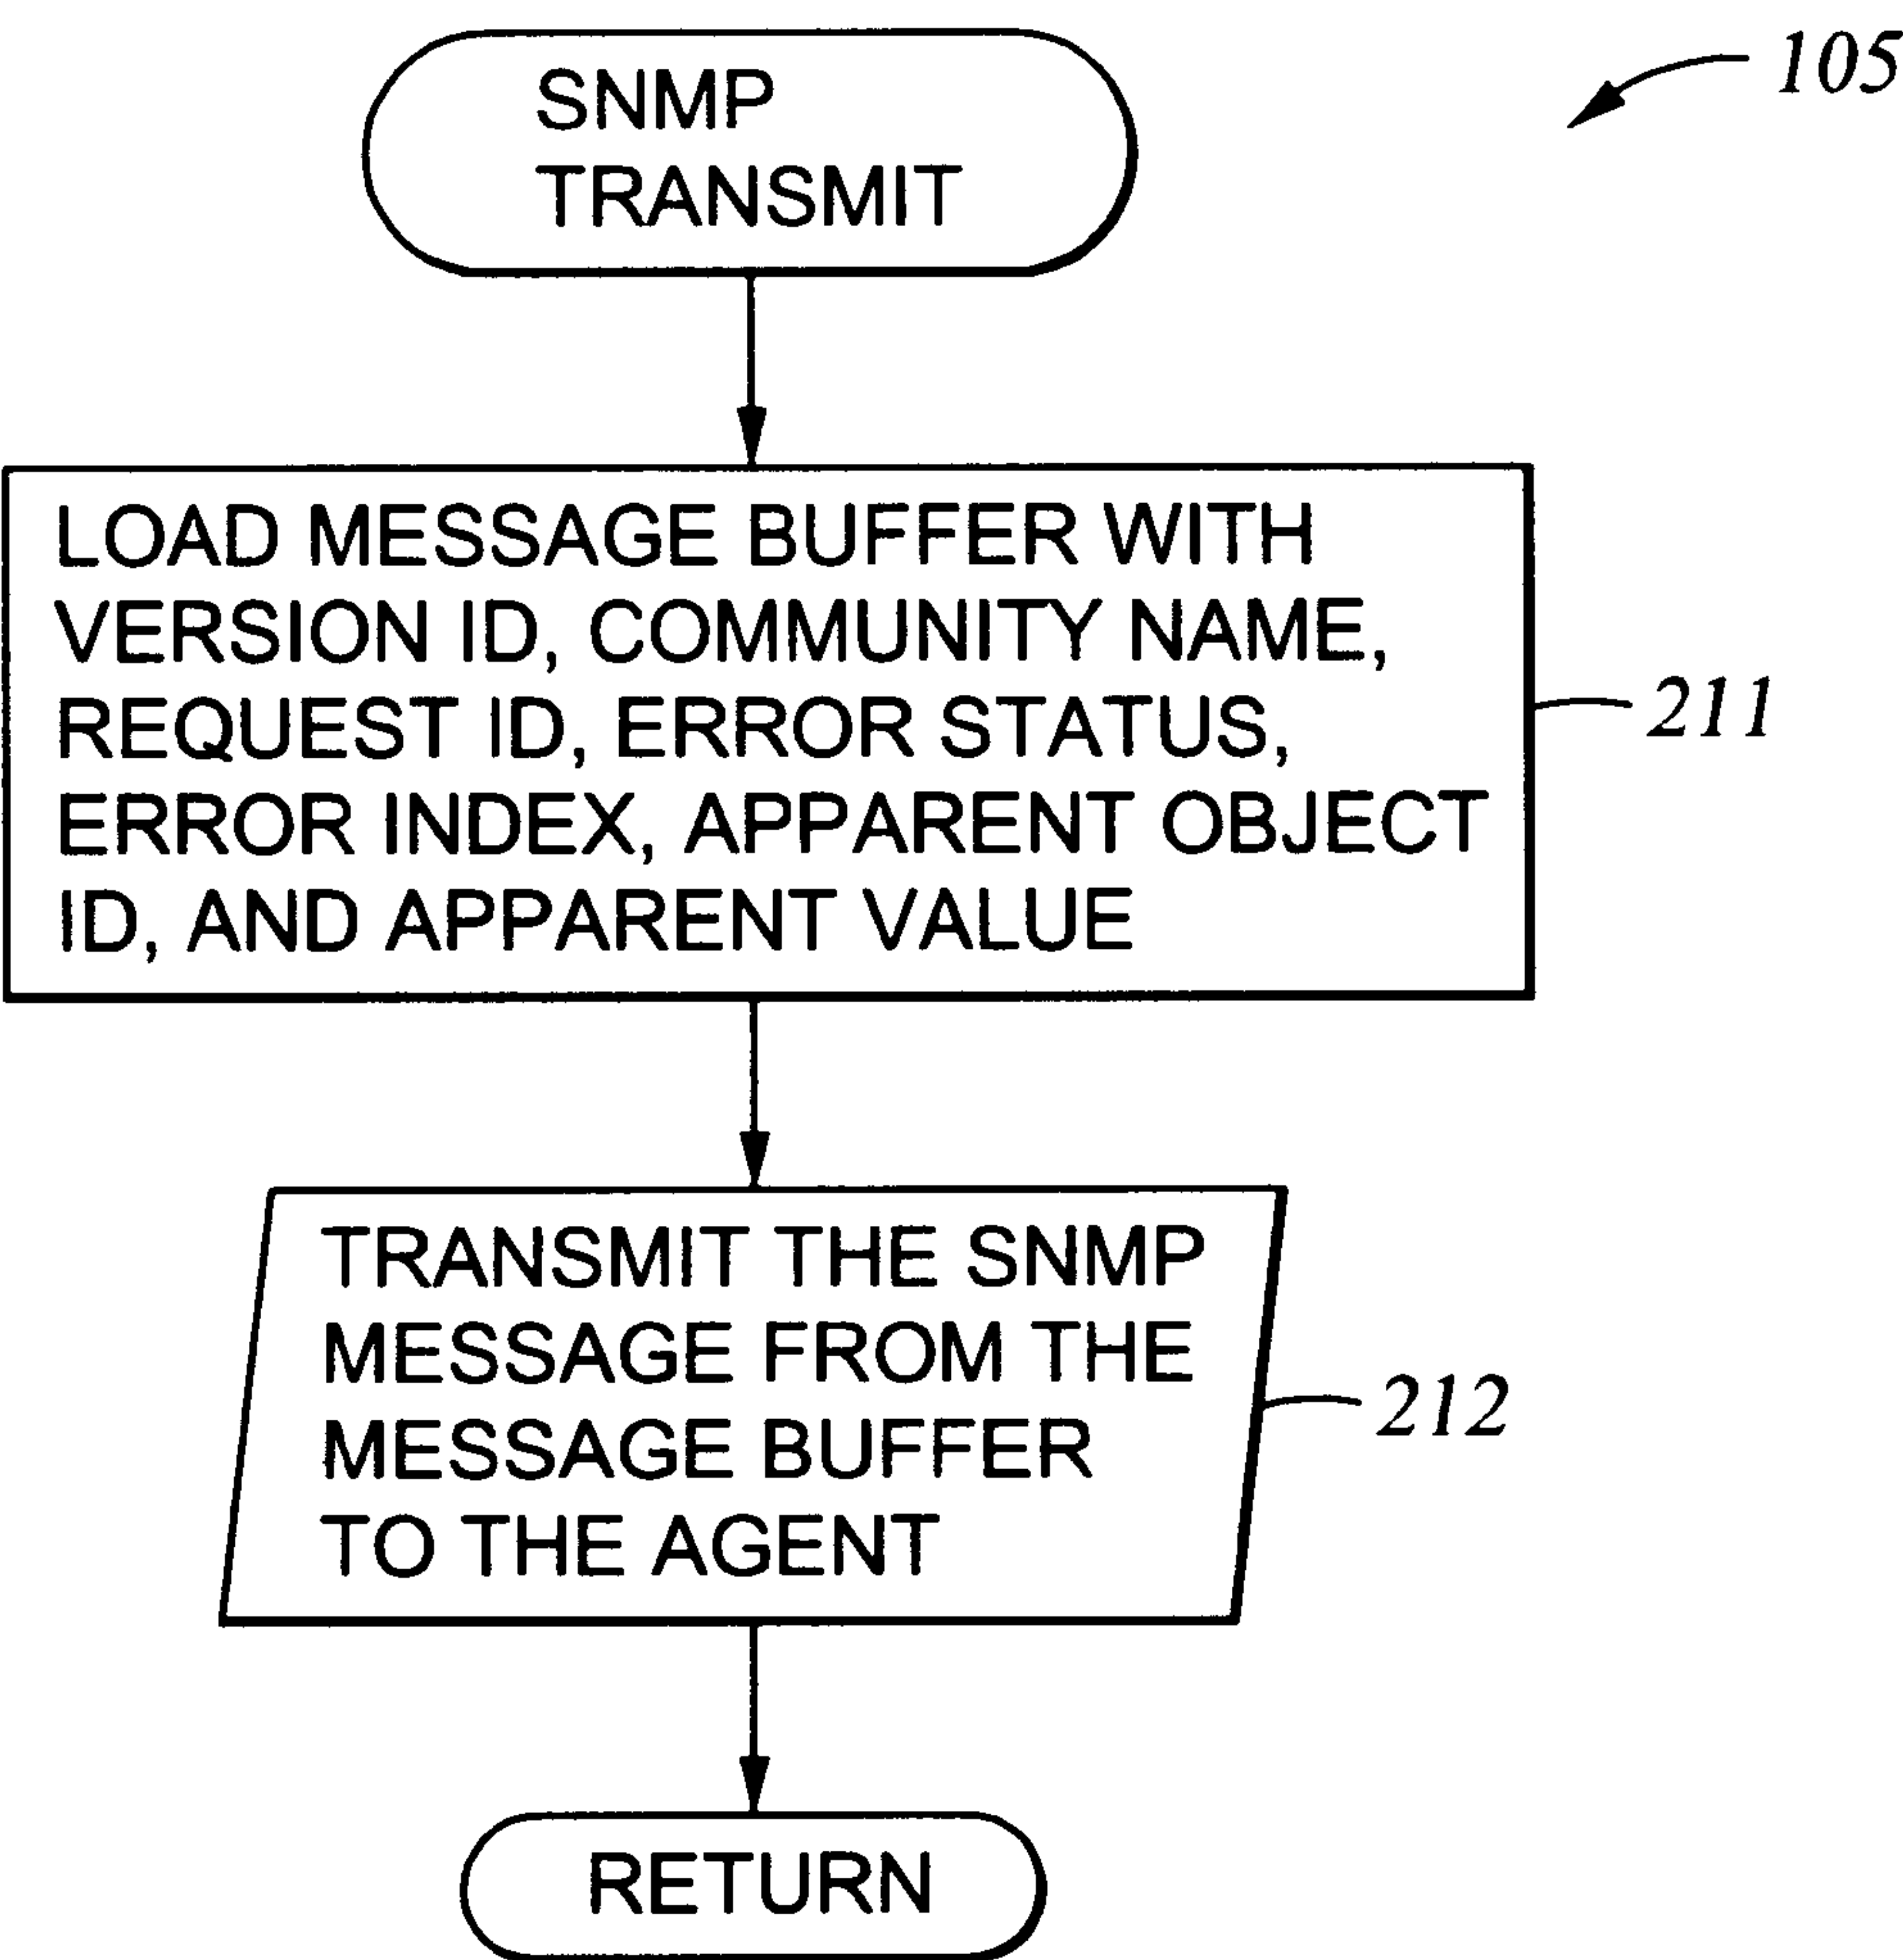 SNMP
TRANSMIT
105
LOAD MESSAGE BUFFER WITH
VERSION ID, COMMUNITY NAME,
REQUEST ID, ERROR STATUS,
ERROR INDEX, APPARENT OBJECT
ID, AND APPARENT VALUE
211
TRANSMIT THE SNMP
MESSAGE FROM THE
MESSAGE BUFFER
TO THE AGENT
212
RETURN